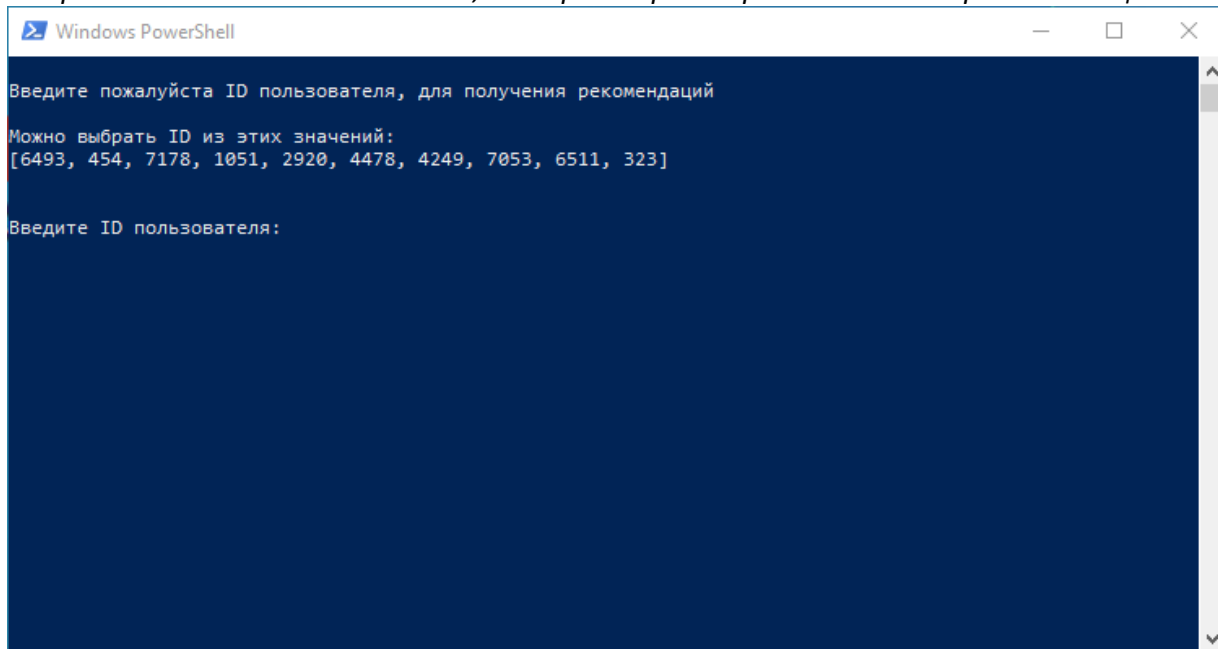 Windows PowerShell
Введите пожалуйста ID пользователя, для получения рекомендаций
Можно выбрать ID из этих значений:
[6493, 454, 7178, 1051, 2920, 4478, 4249, 7053, 6511, 323]
Введите ID пользователя: